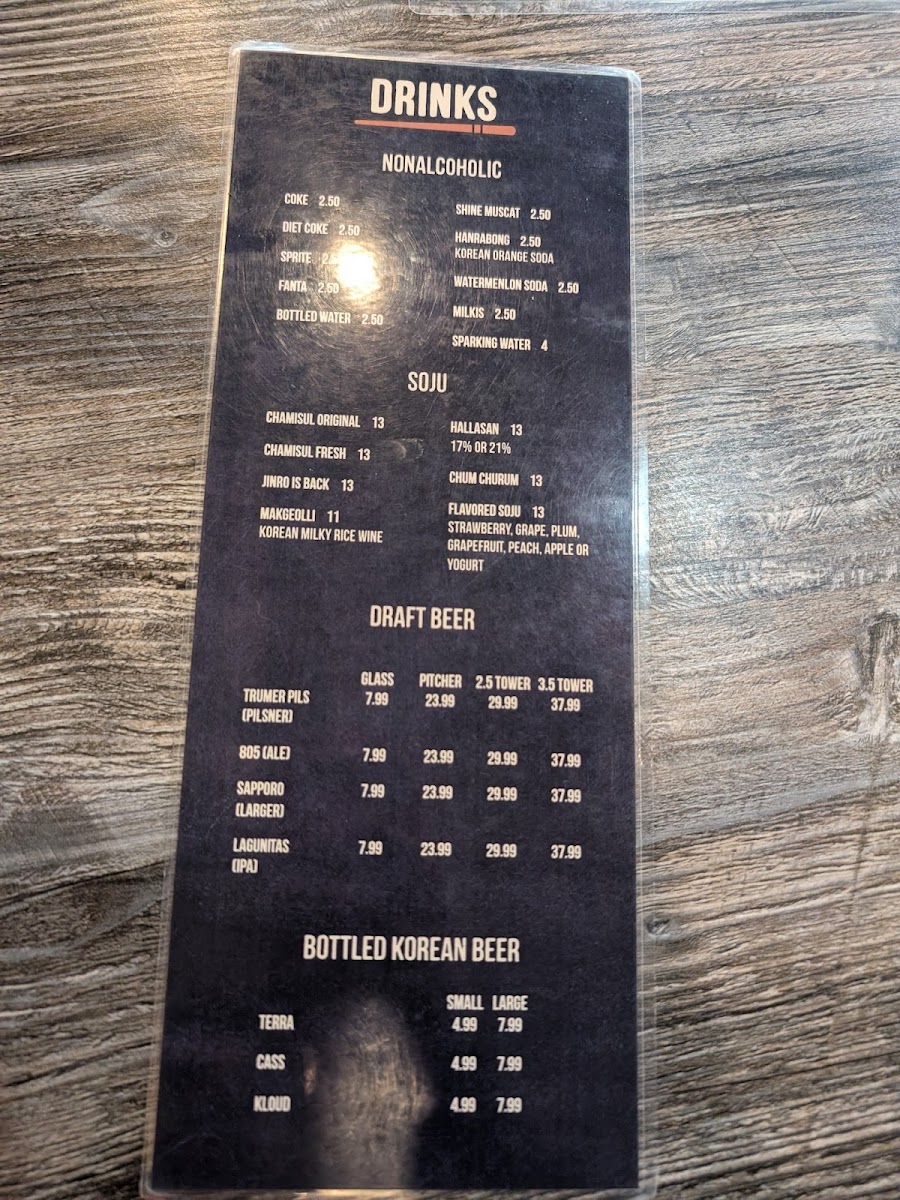 DRINKS
NONALCOHOLIC
COKE 2.50
DIET COKE 2.50
SPRITE
FANTA 2.50
BOTTLED WATER 2.50
SHINE MUSCAT 2.50
HANRABONG 2.50
KOREAN ORANGE SODA
WATERMENLON SODA 2.50
MILKIS 2.50
SPARKING WATER 4
SOJU
CHAMISUL ORIGINAL 13
CHAMISUL FRESH 13
JINRO IS BACK 13
MAKGEOLLI 11
KOREAN MILKY RICE WINE
HALLASAN 13
17% OR 21%
CHUM CHURUM 13
FLAVORED SOJU 13
STRAWBERRY, GRAPE, PLUM,
GRAPEFRUIT, PEACH, APPLE OR
YOGURT
DRAFT BEER
GLASS PITCHER 2.5 TOWER 3.5 TOWER
TRUMER PILS 7.99 23.99 29.99 37.99
(PILSNER)
805 (ALE) 7.99 23.99 29.99 37.99
SAPPORO 7.99 23.99 29.99 37.99
(LARGER)
LAGUNITAS 7.99 23.99 29.99 37.99
(IPA)
BOTTLED KOREAN BEER
SMALL LARGE
TERRA 4.99 7.99
CASS 4.99 7.99
KLOUD 4.99 7.99